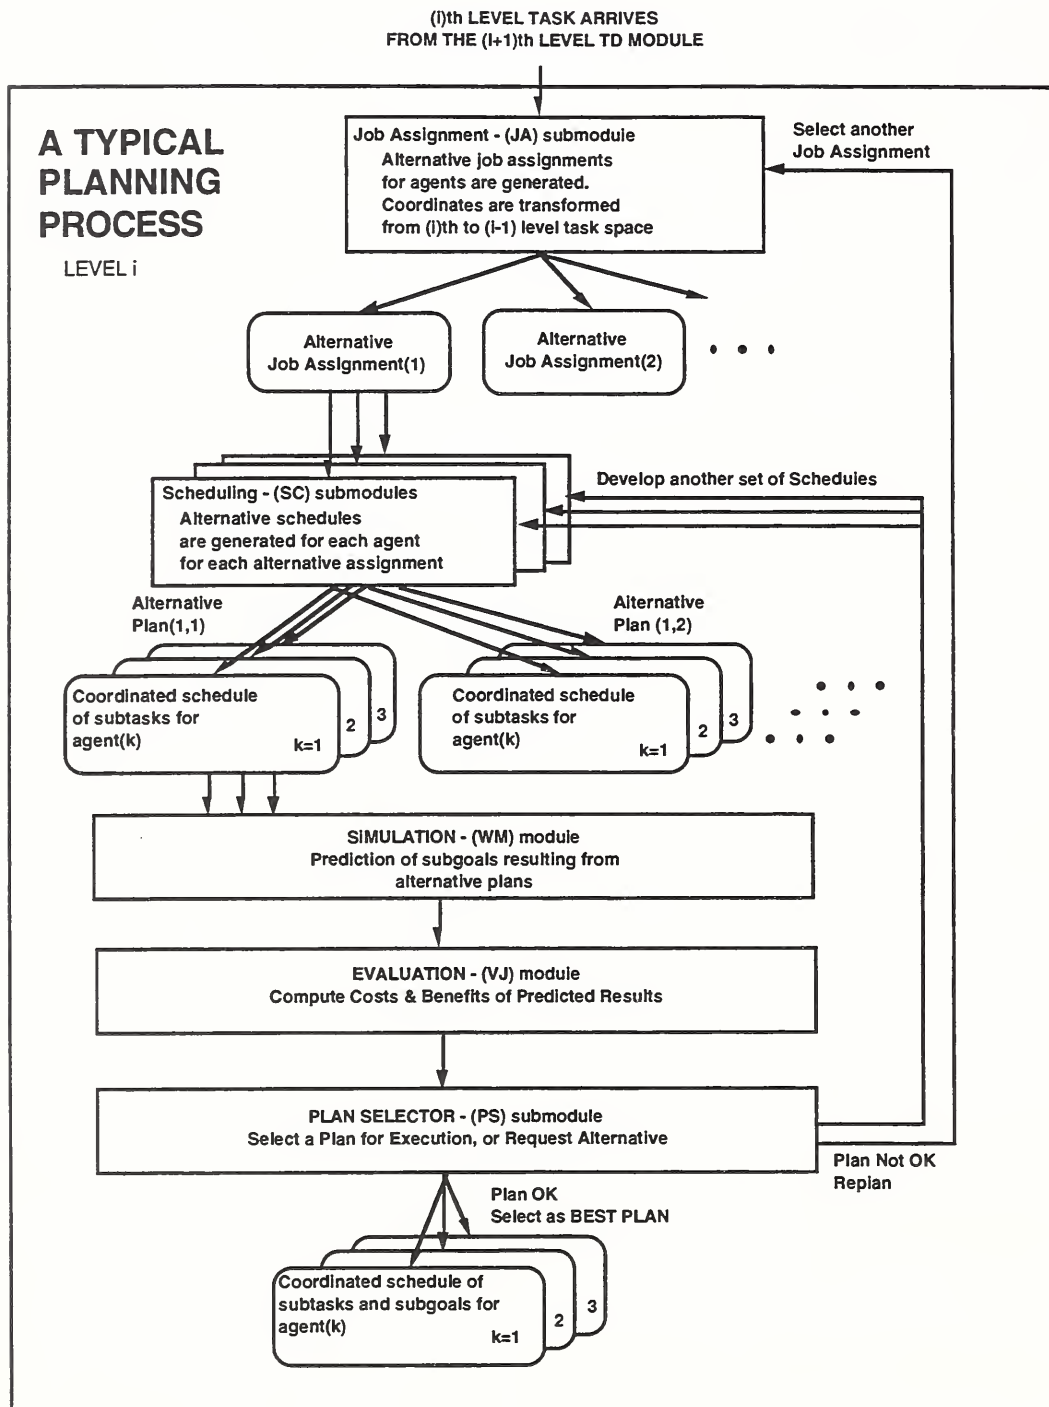 (i)th LEVEL TASK ARRIVES
FROM THE (i+1)th LEVEL TD MODULE
A TYPICAL
PLANNING
PROCESS
LEVEL i
Job Assignment - (JA) submodule
Alternative job assignments
for agents are generated.
Coordinates are transformed
from (i)th to (i-1) level task space
Select another
Job Assignment
Alternative
Job Assignment(1)
Alternative
Job Assignment(2)
Develop another set of Schedules
Scheduling - (SC) submodules
Alternative schedules
are generated for each agent
for each alternative assignment
Alternative
Plan(1,1)
Alternative
Plan (1,2)
Coordinated schedule
of subtasks for
agent(k)
k=1
2
3
Coordinated schedule
of subtasks for
agent(k)
k=1
2
3
SIMULATION - (WM) module
Prediction of subgoals resulting from
alternative plans
EVALUATION - (VJ) module
Compute Costs & Benefits of Predicted Results
PLAN SELECTOR - (PS) submodule
Select a Plan for Execution, or Request Alternative
Plan Not OK
Replan
Plan OK
Select as BEST PLAN
Coordinated schedule of
subtasks and subgoals for
agent(k)
k=1
2
3